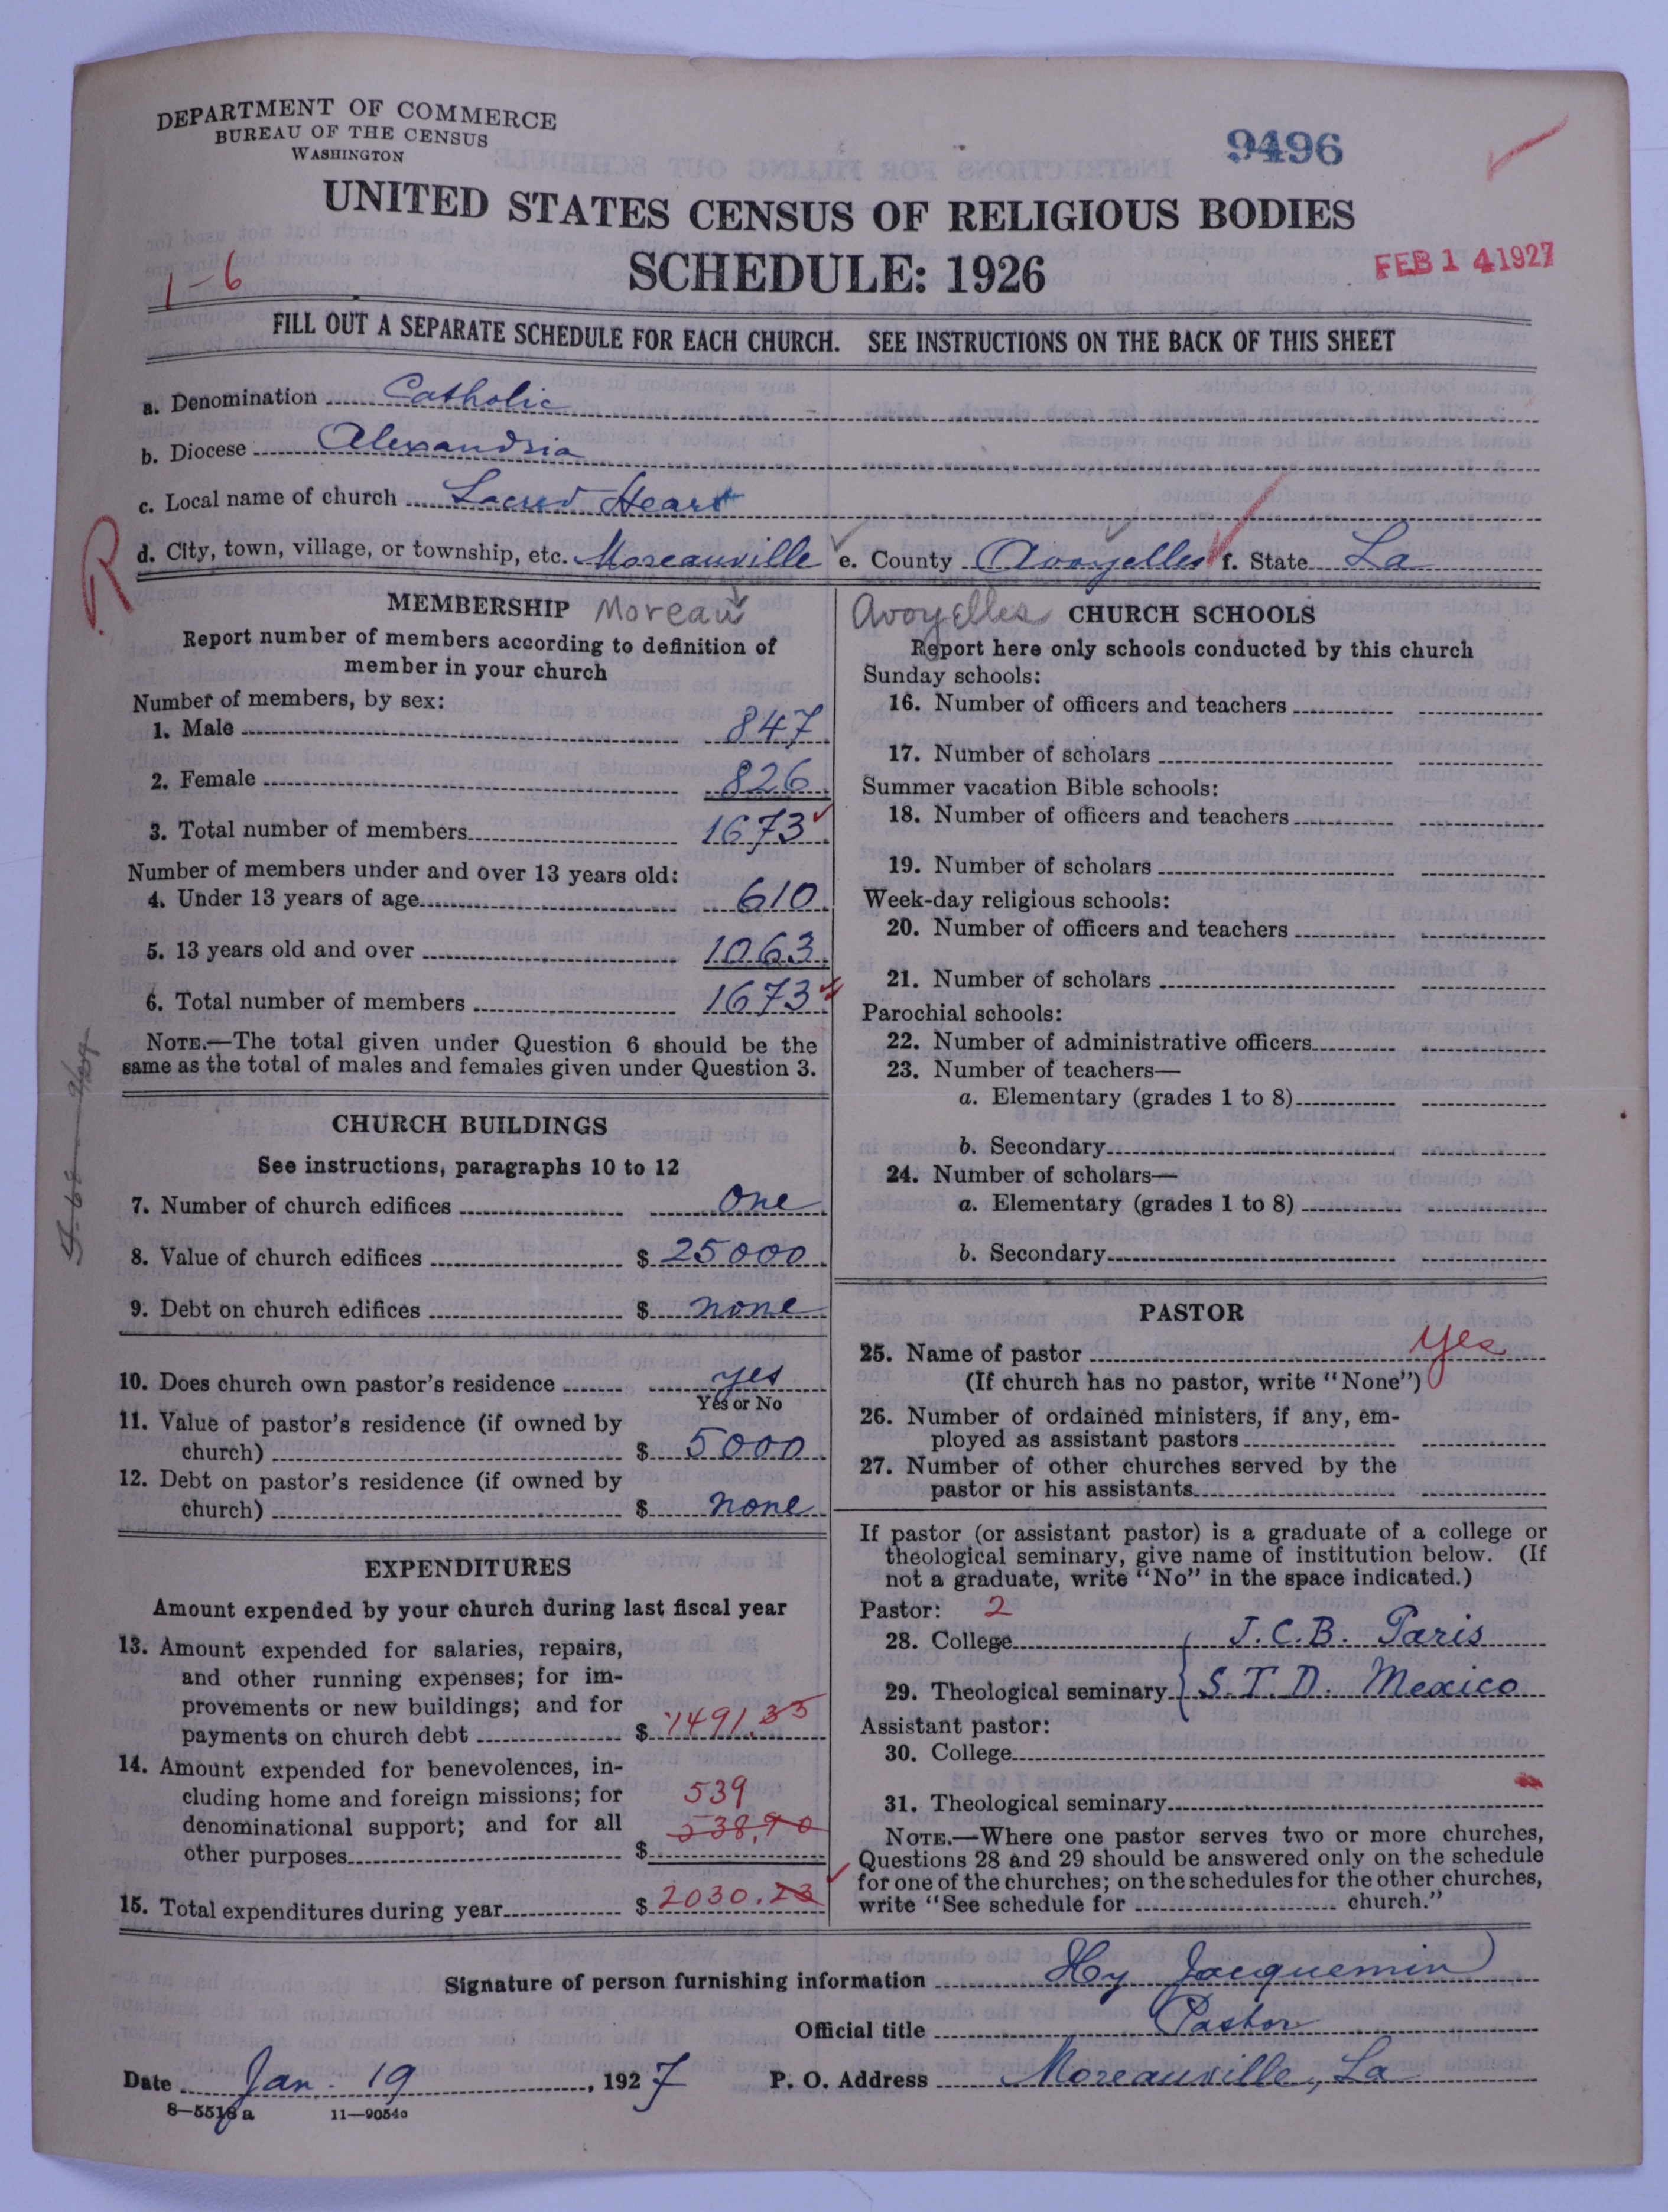 DEPARTMENT OF COMMERCE
BUREAU OF THE CENSUS
WASHINGTON
9496
UNITED STATES CENSUS OF RELIGIOUS BODIES
SCHEDULE: 1926
1-6
FEB 14 1927
FILL OUT A SEPARATE SCHEDULE FOR EACH CHURCH. SEE INSTRUCTIONS ON THE BACK OF THIS SHEET
a. Denomination Catholic
b. Diocese Alexandria
c. Local name of church Sacred Heart
R
d. City, town, village, or township, etc. Moreauville e. County Avoyelles f. State La
MEMBERSHIP Moreau
Report number of members according to definition of
member in your church
Number of members, by sex:
1. Male 847
2. Female 826
3. Total number of members 1673
Number of members under and over 13 years old:
4. Under 13 years of age 610
5. 13 years old and over 1063
6. Total number of members 1673
NOTE.—The total given under Question 6 should be the
same as the total of males and females given under Question 3.
CHURCH BUILDINGS
See instructions, paragraphs 10 to 12
7. Number of church edifices One
8. Value of church edifices $ 25000
9. Debt on church edifices $ none
10. Does church own pastor's residence yes
Yes or No
11. Value of pastor's residence (if owned by
church) $ 5000
12. Debt on pastor's residence (if owned by
church) $ none
EXPENDITURES
Amount expended by your church during last fiscal year
13. Amount expended for salaries, repairs,
and other running expenses; for im-
provements or new buildings; and for
payments on church debt $ 1491.33
14. Amount expended for benevolences, in-
cluding home and foreign missions; for 539
denominational support; and for all 538.90
other purposes $
15. Total expenditures during year $ 2030.23
Avoyelles CHURCH SCHOOLS
Report here only schools conducted by this church
Sunday schools:
16. Number of officers and teachers
17. Number of scholars
Summer vacation Bible schools:
18. Number of officers and teachers
19. Number of scholars
Week-day religious schools:
20. Number of officers and teachers
21. Number of scholars
Parochial schools:
22. Number of administrative officers
23. Number of teachers—
a. Elementary (grades 1 to 8)
b. Secondary
24. Number of scholars—
a. Elementary (grades 1 to 8)
b. Secondary
PASTOR
25. Name of pastor yes
(If church has no pastor, write "None")
26. Number of ordained ministers, if any, em-
ployed as assistant pastors
27. Number of other churches served by the
pastor or his assistants
If pastor (or assistant pastor) is a graduate of a college or
theological seminary, give name of institution below. (If
not a graduate, write "No" in the space indicated.)
Pastor: 2
28. College J.C.B. Paris
29. Theological seminary S.T.D. Mexico
Assistant pastor:
30. College
31. Theological seminary
NOTE.—Where one pastor serves two or more churches,
Questions 28 and 29 should be answered only on the schedule
for one of the churches; on the schedules for the other churches,
write "See schedule for church."
Signature of person furnishing information Hy Jacquemin
Official title Pastor
Date Jan. 19, 1927 P. O. Address Moreauville, La
8—5518 a 11—9054a